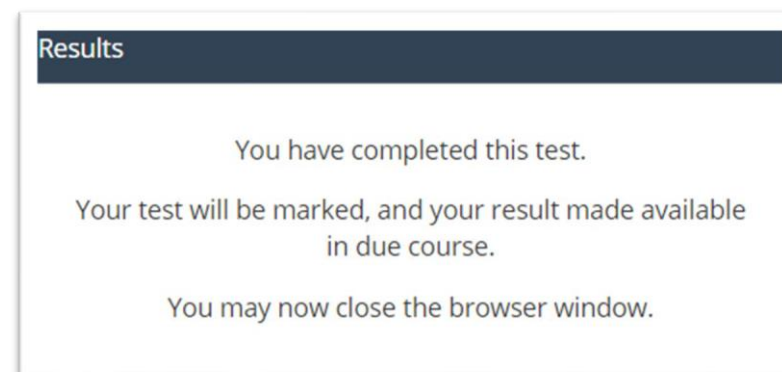 Results
You have completed this test.
Your test will be marked, and your result made available
in due course.
You may now close the browser window.